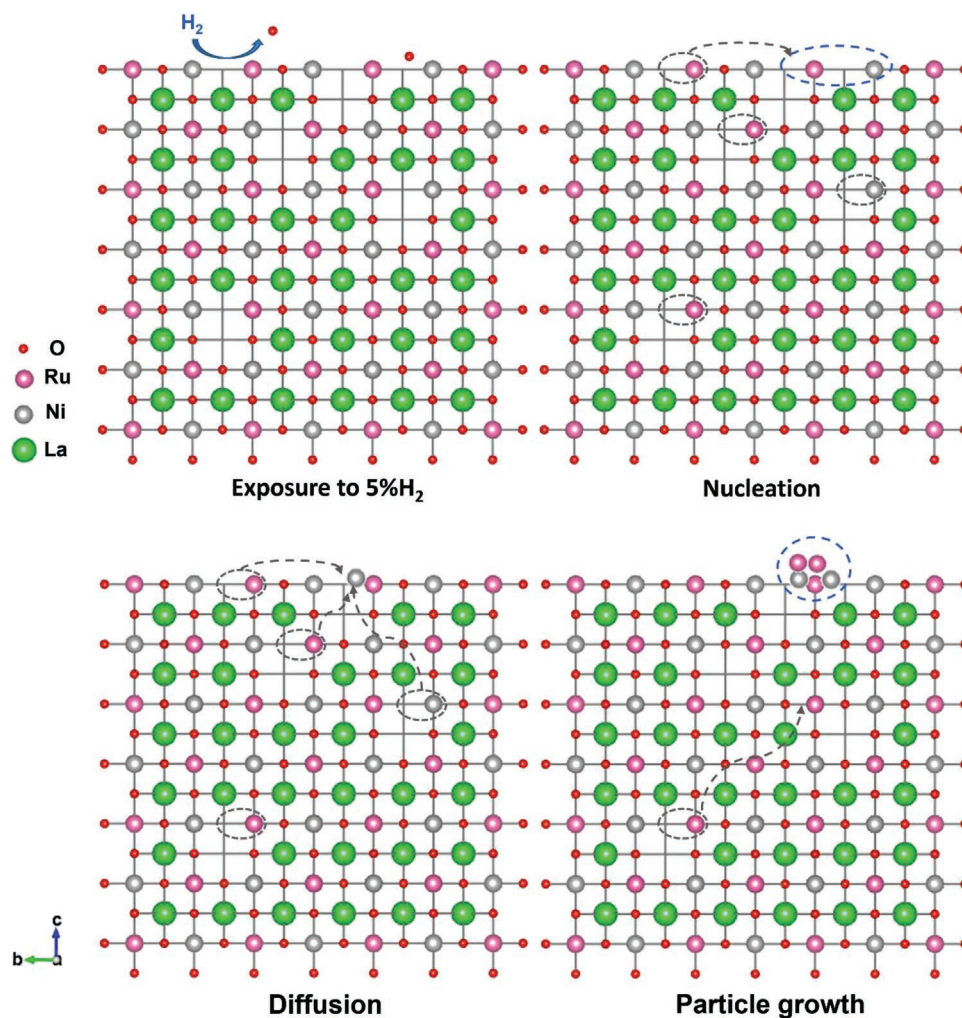 H₂
O
Ru
Ni
La
Exposure to 5%H₂
Nucleation
c
b
a
Diffusion
Particle growth